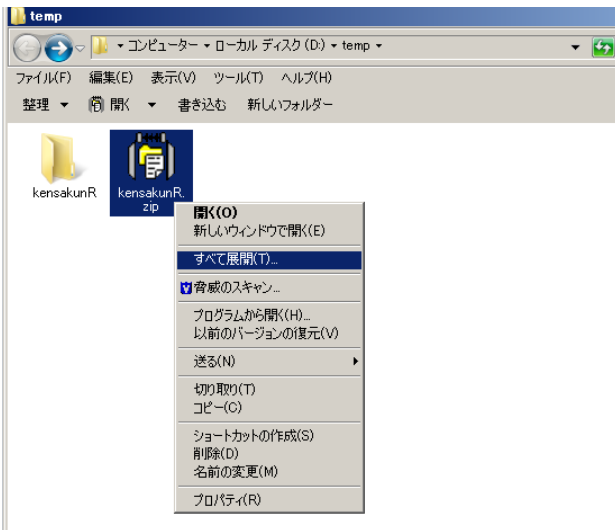 temp
コンピューター ローカル ディスク (D:) temp
ファイル(F) 編集(E) 表示(V) ツール(T) ヘルプ(H)
整理 開く 書き込む 新しいフォルダー
kensakunR
kensakunR.
zip
開く(O)
新しいウィンドウで開く(E)
すべて展開(T)...
脅威のスキャン...
プログラムから開く(H)...
以前のバージョンの復元(V)
送る(N)
切り取り(T)
コピー(C)
ショートカットの作成(S)
削除(D)
名前の変更(M)
プロパティ(R)